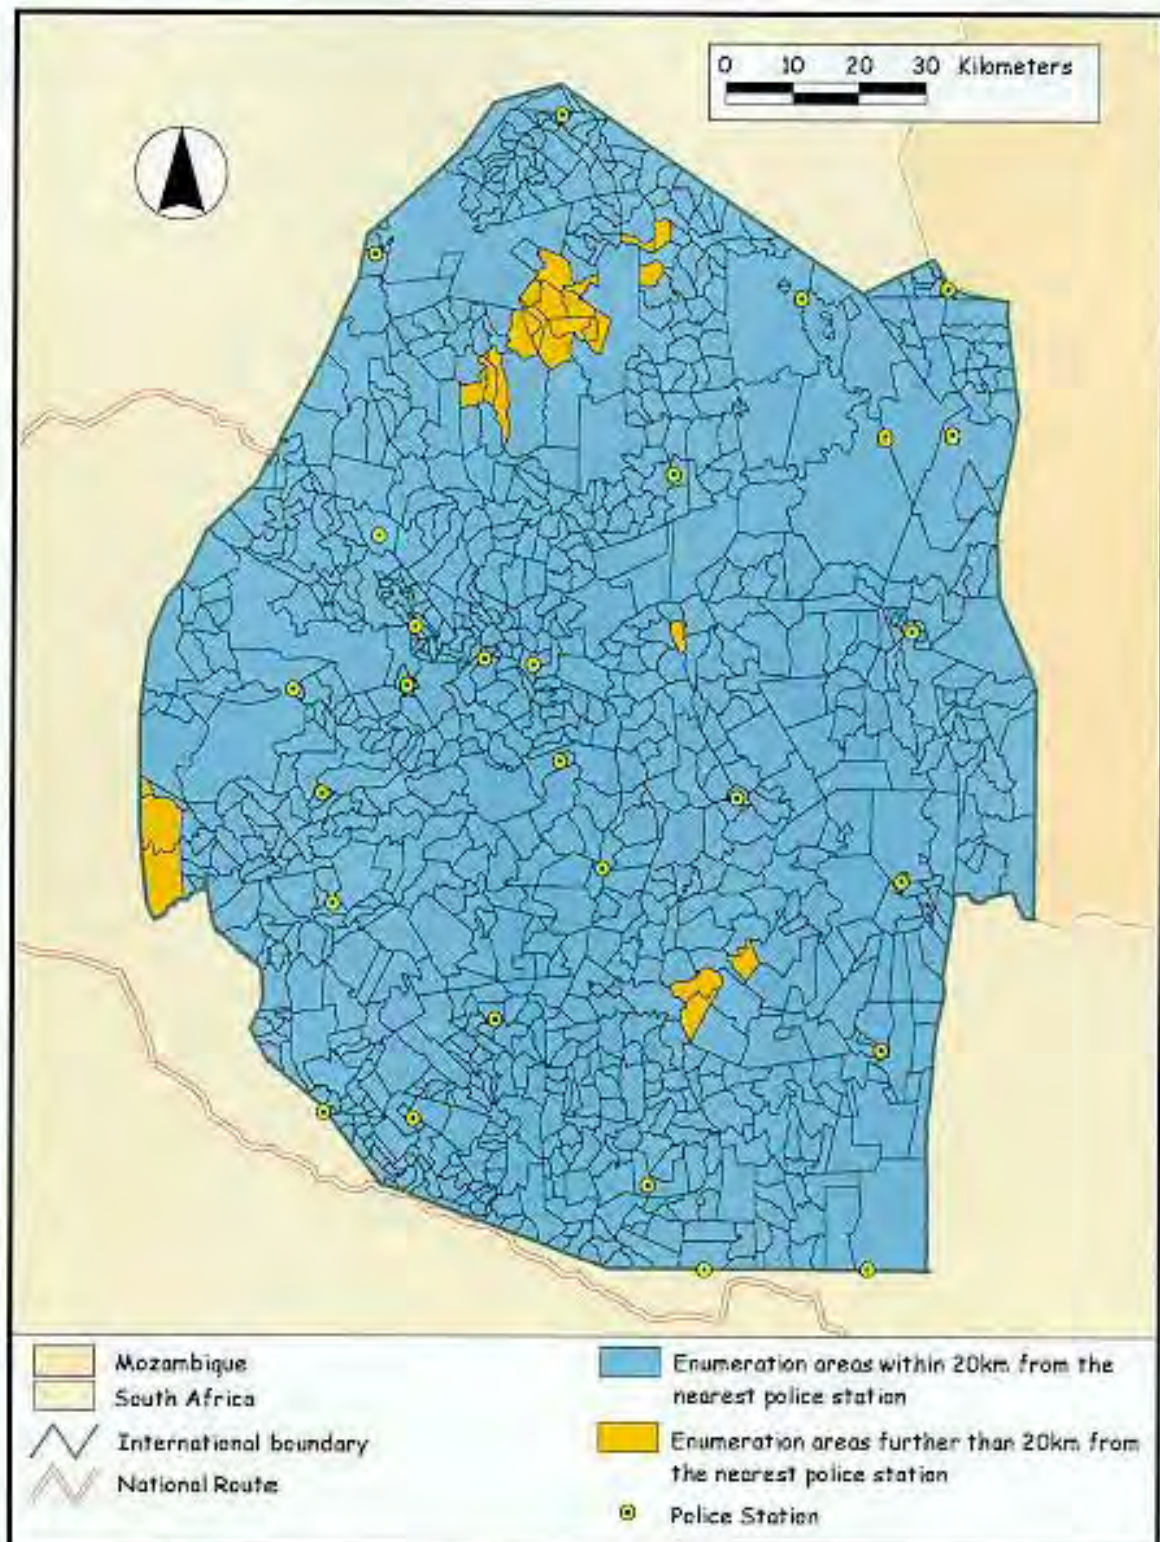 0 10 20 30 Kilometers
Mozambique
South Africa
International boundary
National Route
Enumeration areas within 20km from the
nearest police station
Enumeration areas further than 20km from
the nearest police station
Police Station